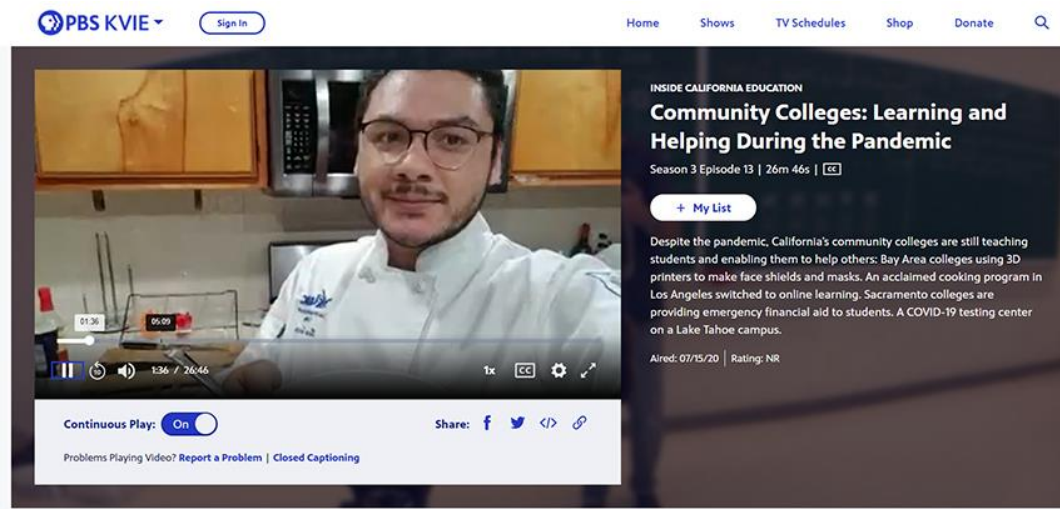 PBS KVIE
Sign In
Home Shows TV Schedules Shop Donate
INSIDE CALIFORNIA EDUCATION
Community Colleges: Learning and
Helping During the Pandemic
Season 3 Episode 13 | 26m 46s | CC
+ My List
Despite the pandemic, California's community colleges are still teaching
students and enabling them to help others: Bay Area colleges using 3D
printers to make face shields and masks. An acclaimed cooking program in
Los Angeles switched to online learning. Sacramento colleges are
providing emergency financial aid to students. A COVID-19 testing center
on a Lake Tahoe campus.
Aired: 07/15/20 | Rating: NR
01:36 05:09
10 1:36 / 26:46 1x CC
Continuous Play: On Share:
Problems Playing Video? Report a Problem | Closed Captioning